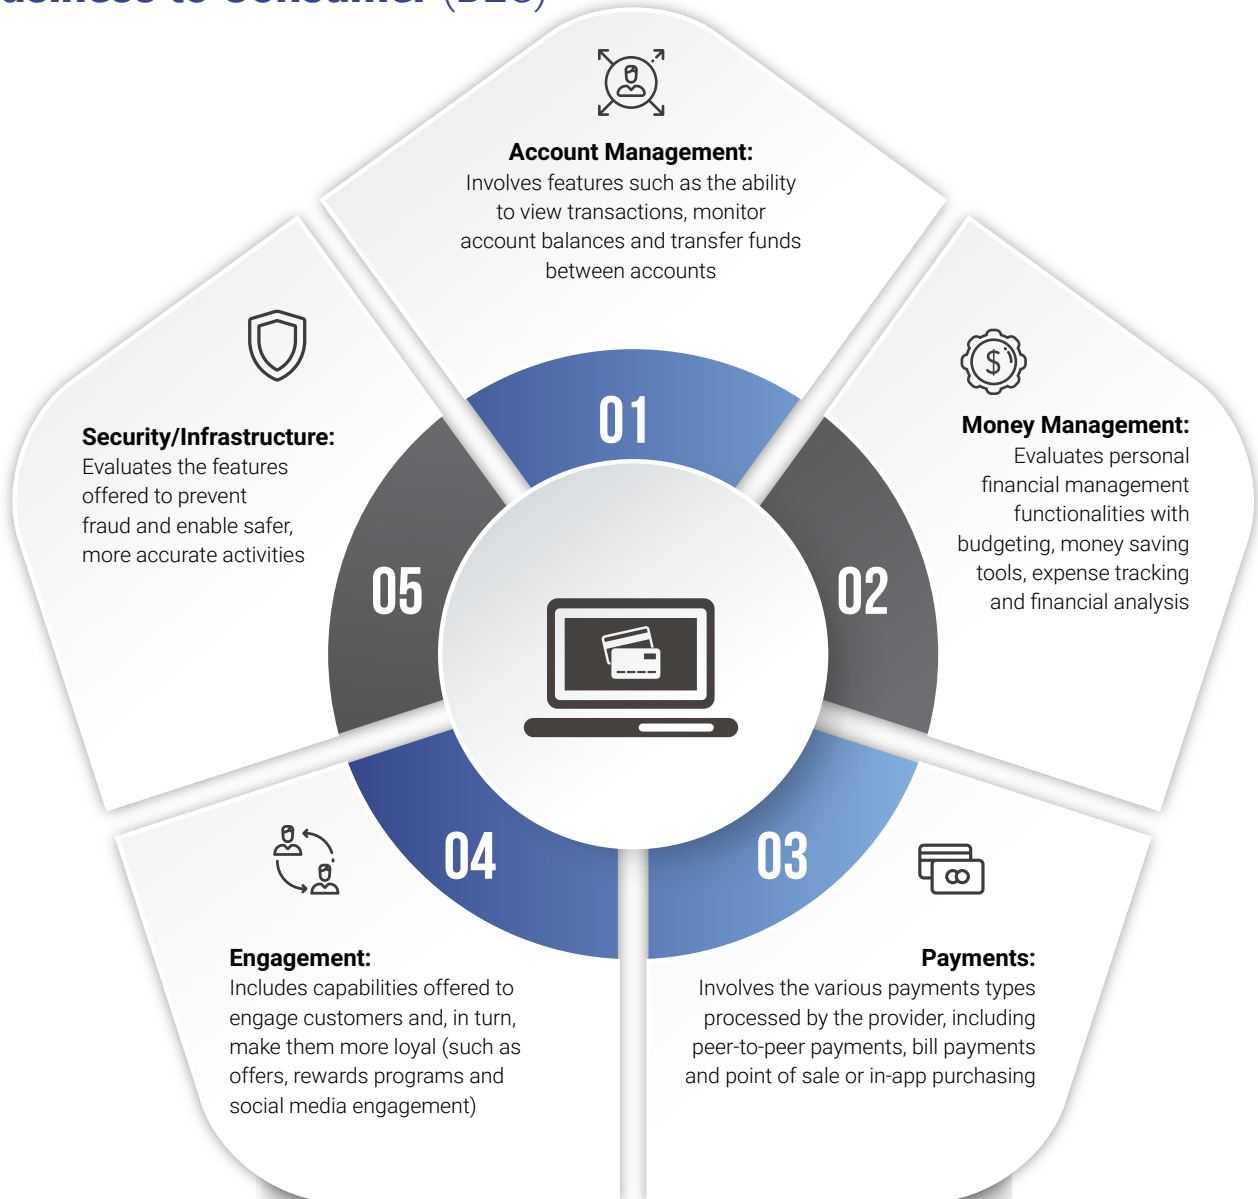 Business to Consumer (B2C)
Account Management:
Involves features such as the ability
to view transactions, monitor
account balances and transfer funds
between accounts
01
Money Management:
Evaluates personal
financial management
functionalities with
budgeting, money saving
tools, expense tracking
and financial analysis
02
Payments:
Involves the various payments types
processed by the provider, including
peer-to-peer payments, bill payments
and point of sale or in-app purchasing
03
Engagement:
Includes capabilities offered to
engage customers and, in turn,
make them more loyal (such as
offers, rewards programs and
social media engagement)
04
Security/Infrastructure:
Evaluates the features
offered to prevent
fraud and enable safer,
more accurate activities
05
$